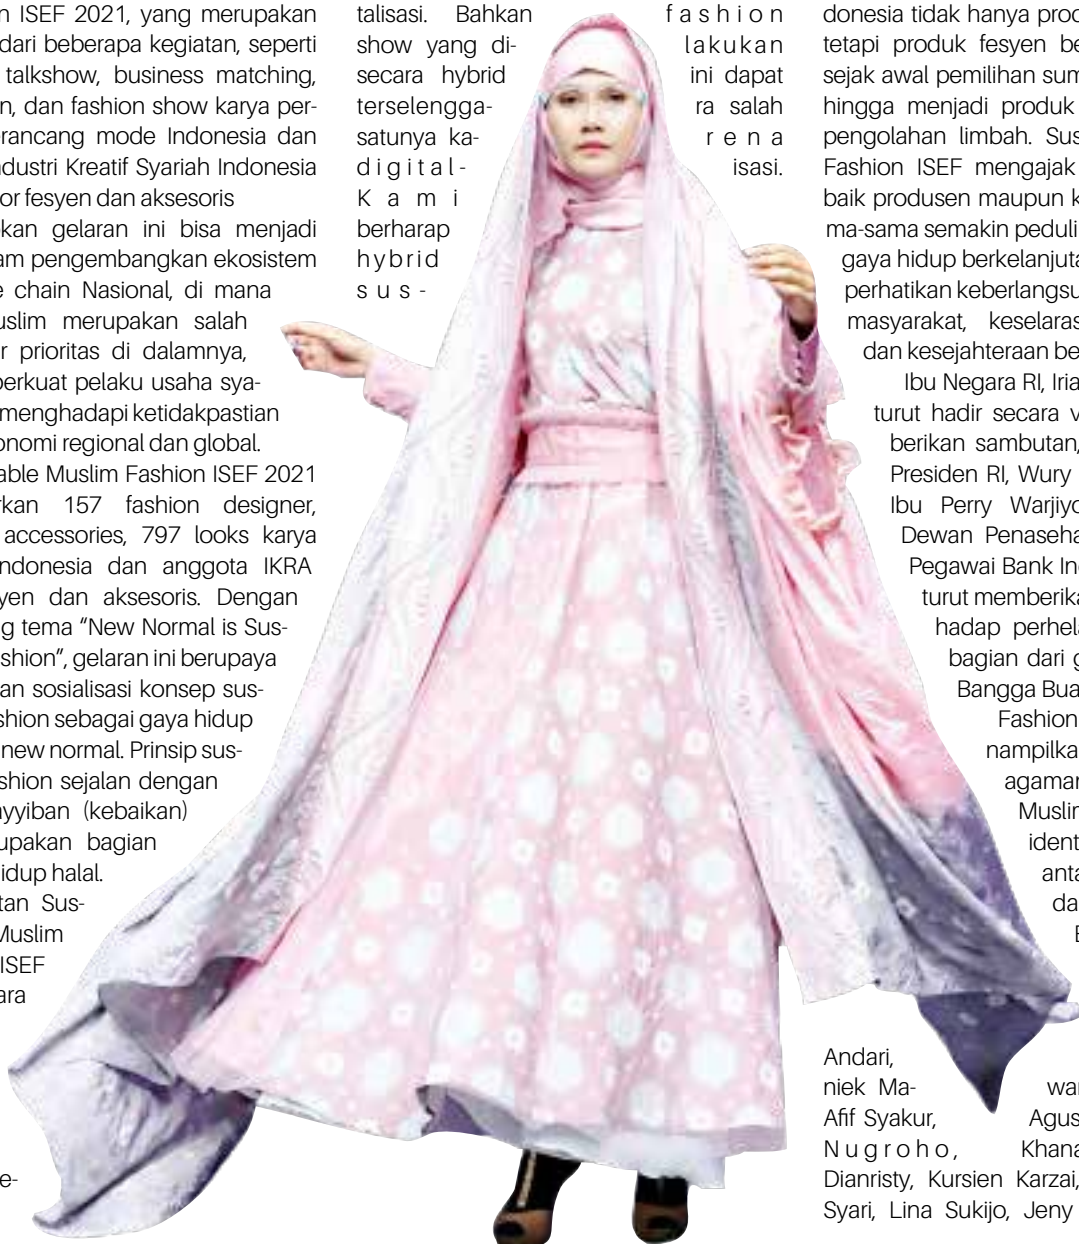 n ISEF 2021, yang merupakan
dari beberapa kegiatan, seperti
talkshow, business matching,
n, dan fashion show karya per-
erancang mode Indonesia dan
ndustri Kreatif Syariah Indonesia
or fesyen dan aksesoris
kan gelaran ini bisa menjadi
am pengembangkan ekosistem
e chain Nasional, di mana
uslim merupakan salah
r prioritas di dalamnya,
perkuat pelaku usaha sya-
menghadapi ketidakpastian
onomi regional dan global.
able Muslim Fashion ISEF 2021
rkan 157 fashion designer,
accessories, 797 looks karya
ndonesia dan anggota IKRA
yen dan aksesoris. Dengan
g tema “New Normal is Sus-
shion”, gelaran ini berupaya
an sosialisasi konsep sus-
shion sebagai gaya hidup
new normal. Prinsip sus-
shion sejalan dengan
ayyiban (kebaikan)
upakan bagian
idup halal.
tan Sus-
Muslim
ISEF
ara
e-
talisasi. Bahkan fashion
show yang di- lakukan
secara hybrid ini dapat
terselengga- ra salah
satunya ka- rena
digital- isasi.
Kami
berharap
hybrid
sus-
donesia tidak hanya prod
tetapi produk fesyen be
sejak awal pemilihan sum
hingga menjadi produk
pengolahan limbah. Sus
Fashion ISEF mengajak
baik produsen maupun k
ma-sama semakin peduli
gaya hidup berkelanjuta
perhatikan keberlangsu
masyarakat, keselaras
dan kesejahteraan be
Ibu Negara RI, Iria
turut hadir secara v
berikan sambutan,
Presiden RI, Wury
Ibu Perry Warjiyo
Dewan Penaseha
Pegawai Bank In
turut memberika
hadap perhela
bagian dari g
Bangga Bua
Fashion
nampilka
agaman
Muslim
ident
anta
da
Andari,
niek Ma- war
Afif Syakur, Agus
Nugroho, Khana
Dianristy, Kursien Karzai,
Syari, Lina Sukijo, Jeny